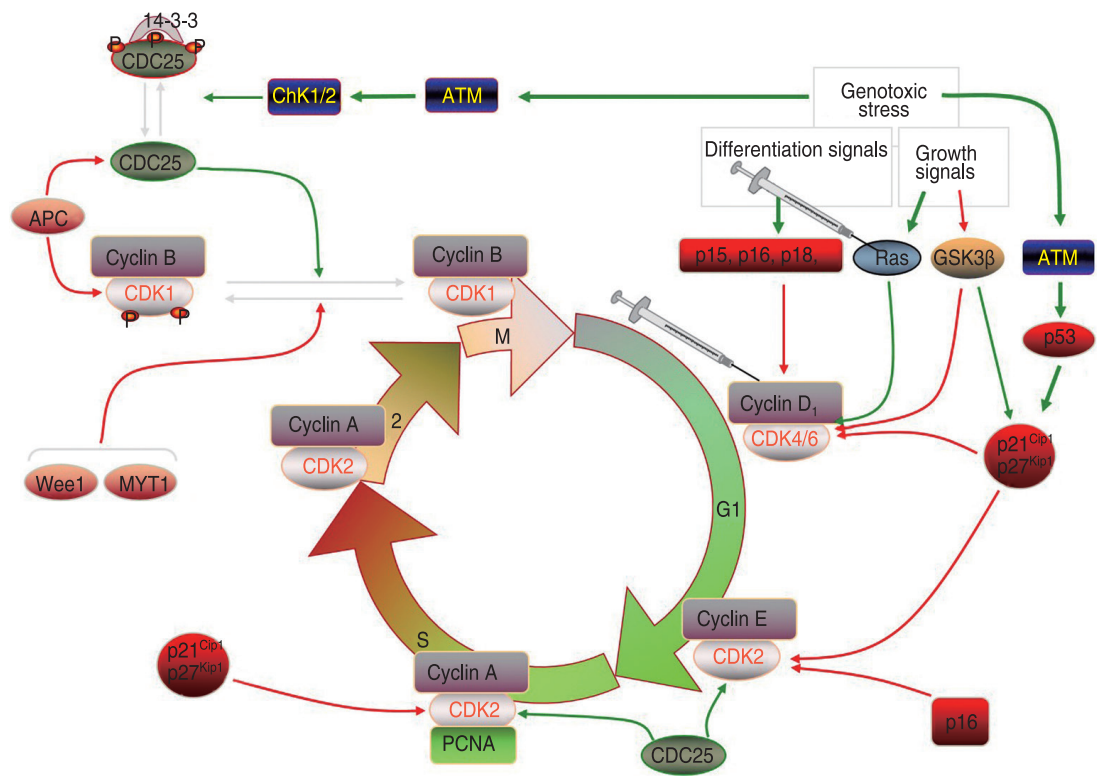 14-3-3
P P P
CDC25
ChK1/2
ATM
Genotoxic
stress
Differentiation signals
Growth
signals
CDC25
APC
Cyclin B
CDK1
P P
Cyclin B
CDK1
p15, p16, p18,
Ras
GSK3β
ATM
M
p53
Cyclin A
CDK2
2
Cyclin D1
CDK4/6
p21Cip1
p27Kip1
Wee1
MYT1
G1
Cyclin E
CDK2
S
p21Cip1
p27Kip1
Cyclin A
CDK2
PCNA
CDC25
p16